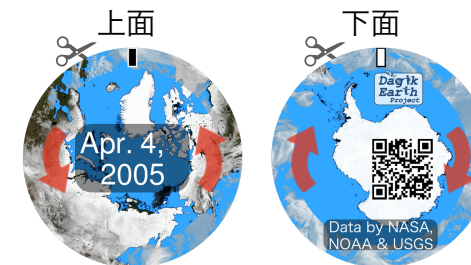 上面
下面
Apr. 4,
2005
Dagik
Earth
Project
Data by NASA,
NOAA & USGS